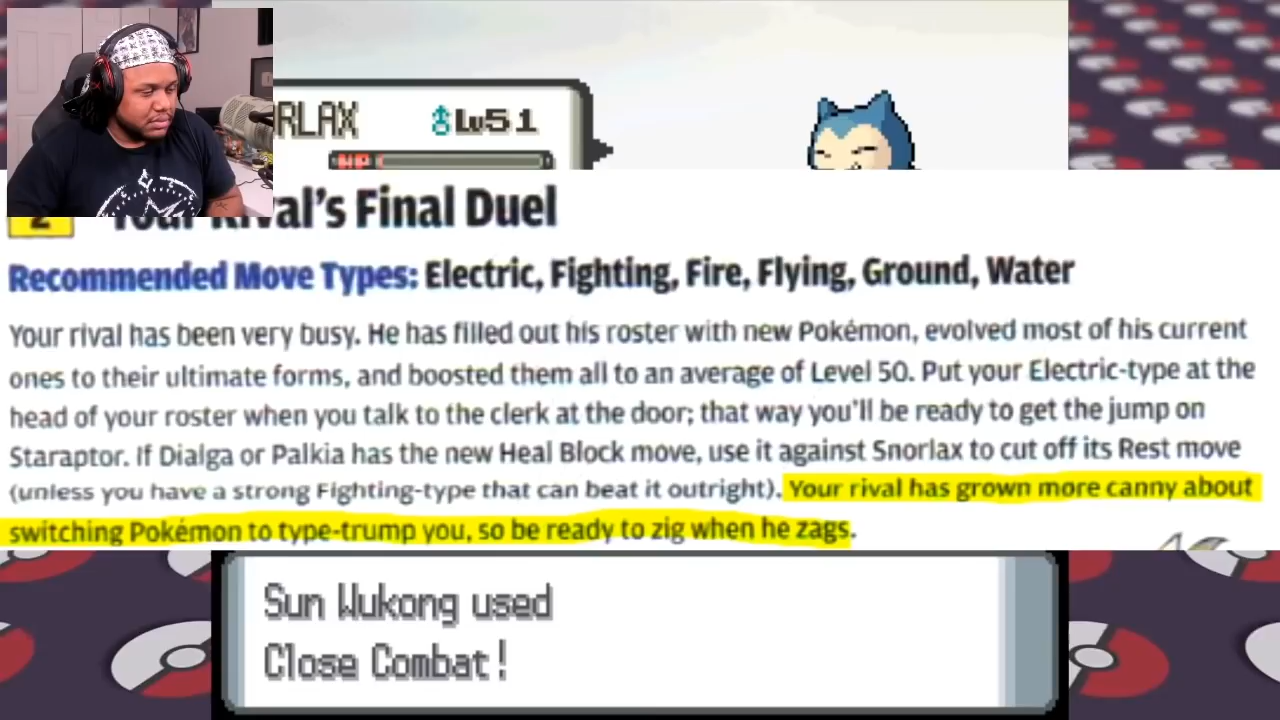 RLAX ♂Lv51
HP
2 Your Rival's Final Duel
Recommended Move Types: Electric, Fighting, Fire, Flying, Ground, Water
Your rival has been very busy. He has filled out his roster with new Pokémon, evolved most of his current
ones to their ultimate forms, and boosted them all to an average of Level 50. Put your Electric-type at the
head of your roster when you talk to the clerk at the door; that way you'll be ready to get the jump on
Staraptor. If Dialga or Palkia has the new Heal Block move, use it against Snorlax to cut off its Rest move
(unless you have a strong Fighting-type that can beat it outright). Your rival has grown more canny about
switching Pokémon to type-trump you, so be ready to zig when he zags.
Sun Wukong used
Close Combat!